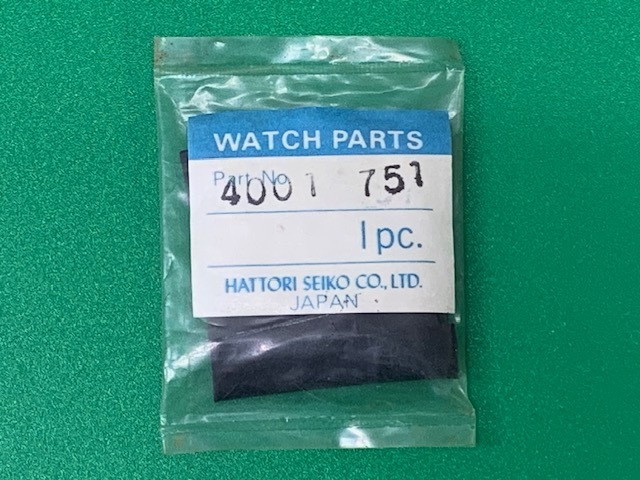 WATCH PARTS
Part No. 4001 751
1pc.
HATTORI SEIKO CO., LTD.
JAPAN